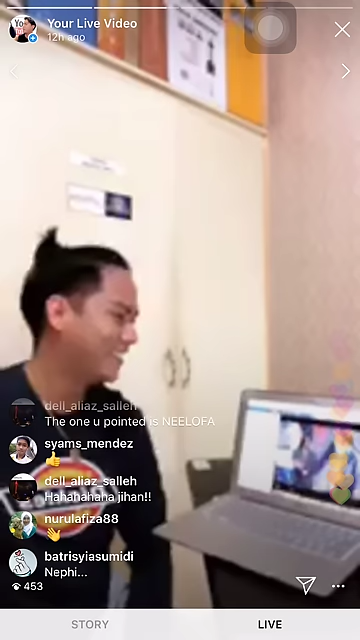 Your Live Video
12h ago
dell_aliaz_salleh
The one u pointed is NEELOFA
syams_mendez
👍
dell_aliaz_salleh
Hahahahaha jihan!!
nurulafiza88
👋
batrisyiasumidi
Nephi...
453
STORY
LIVE